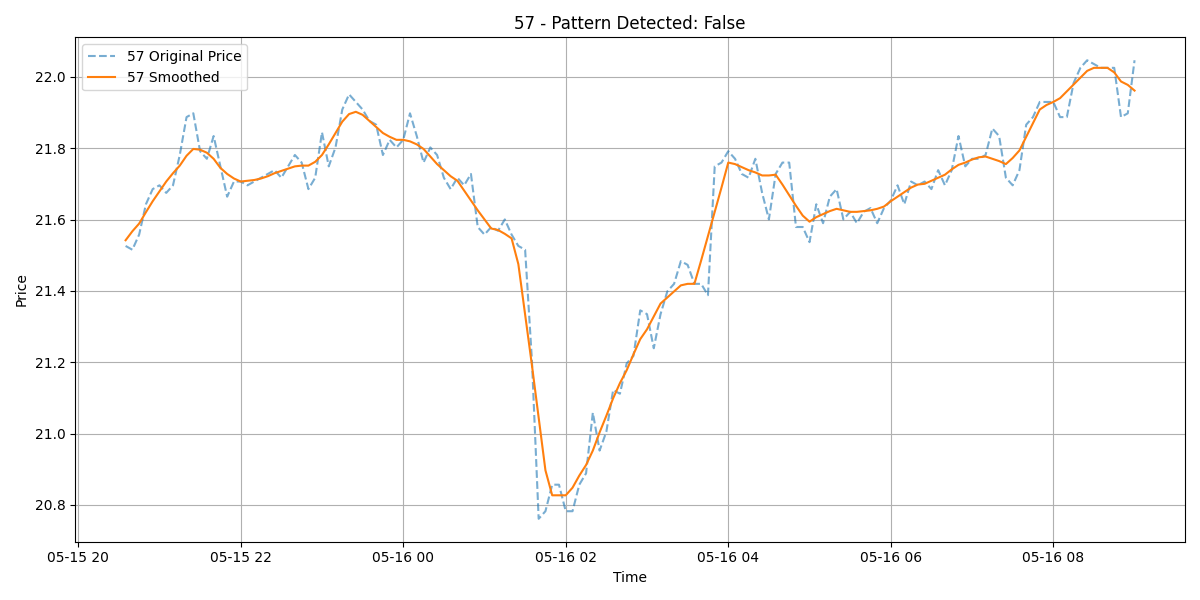 57 - Pattern Detected: False
57 Original Price
57 Smoothed
Price
22.0
21.8
21.6
21.4
21.2
21.0
20.8
05-15 20 05-15 22 05-16 00 05-16 02 05-16 04 05-16 06 05-16 08
Time